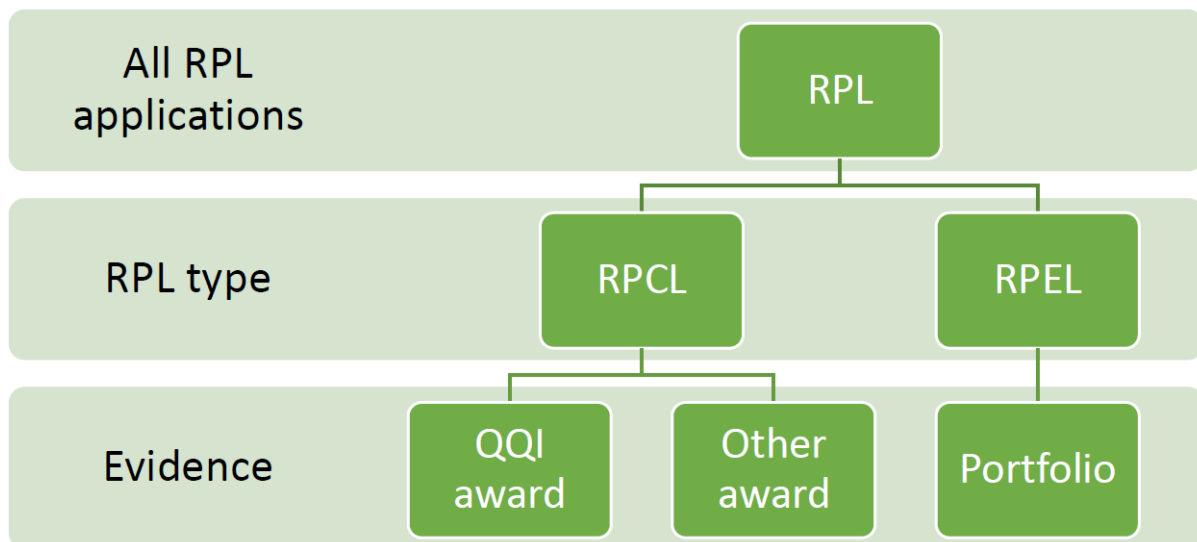 All RPL
applications
RPL
RPL type
RPCL
RPEL
Evidence
QQI
award
Other
award
Portfolio